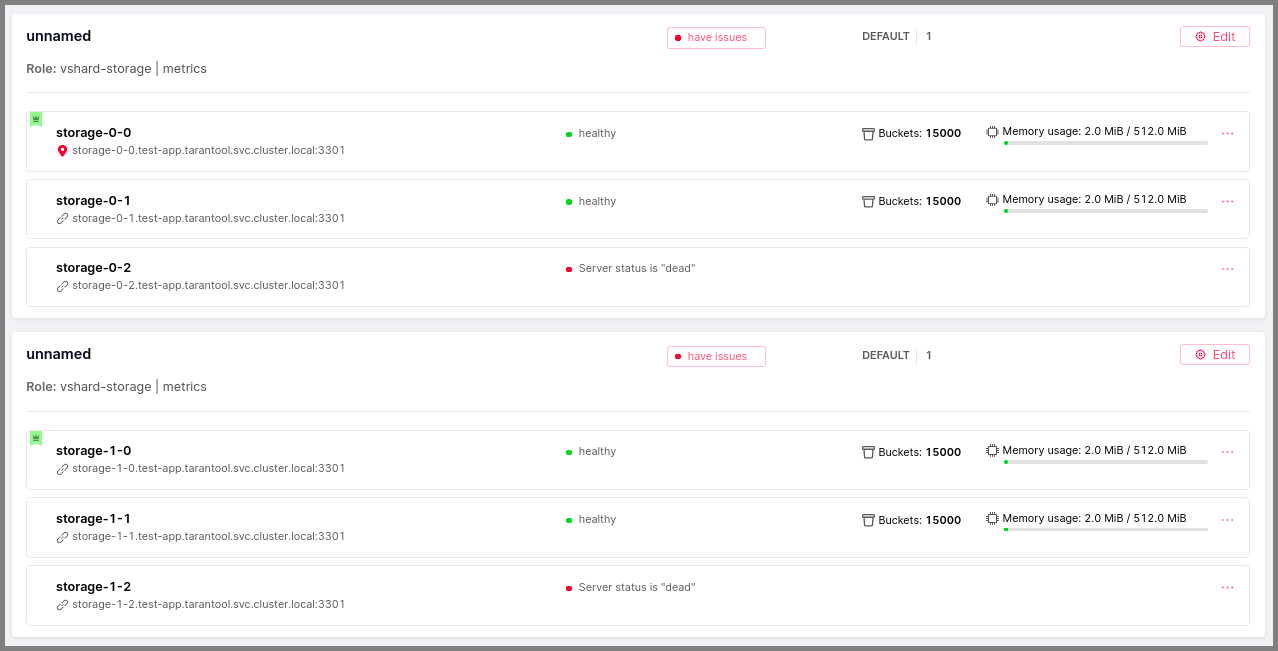 unnamed have issues DEFAULT 1 Edit
Role: vshard-storage | metrics
storage-0-0 healthy Buckets: 15000 Memory usage: 2.0 MiB / 512.0 MiB ...
storage-0-0.test-app.tarantool.svc.cluster.local:3301
storage-0-1 healthy Buckets: 15000 Memory usage: 2.0 MiB / 512.0 MiB ...
storage-0-1.test-app.tarantool.svc.cluster.local:3301
storage-0-2 Server status is "dead" ...
storage-0-2.test-app.tarantool.svc.cluster.local:3301
unnamed have issues DEFAULT 1 Edit
Role: vshard-storage | metrics
storage-1-0 healthy Buckets: 15000 Memory usage: 2.0 MiB / 512.0 MiB ...
storage-1-0.test-app.tarantool.svc.cluster.local:3301
storage-1-1 healthy Buckets: 15000 Memory usage: 2.0 MiB / 512.0 MiB ...
storage-1-1.test-app.tarantool.svc.cluster.local:3301
storage-1-2 Server status is "dead" ...
storage-1-2.test-app.tarantool.svc.cluster.local:3301